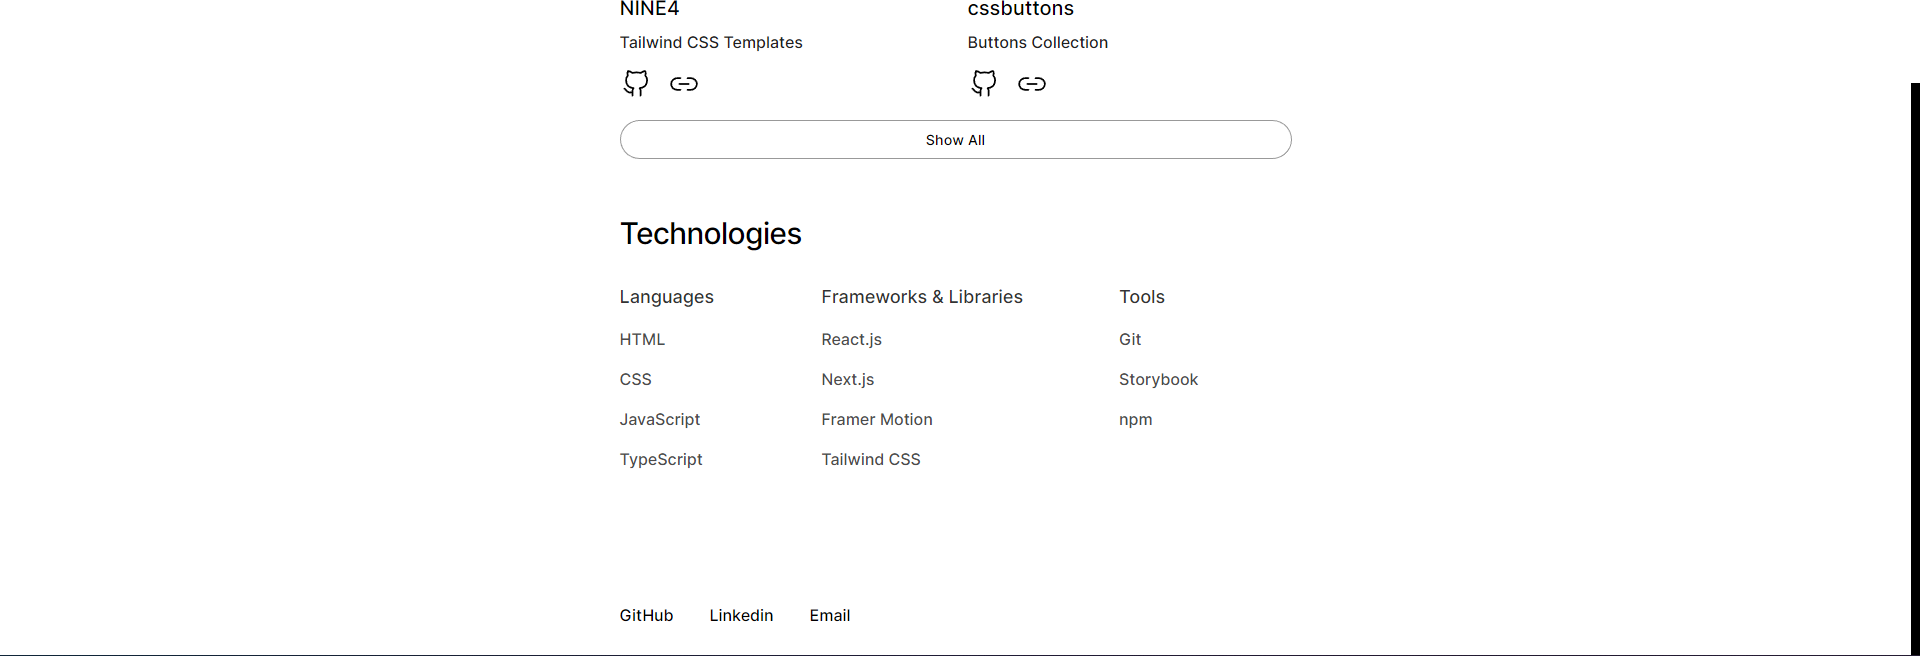 NINE4 cssbuttons
Tailwind CSS Templates Buttons Collection
Show All
Technologies
Languages Frameworks & Libraries Tools
HTML React.js Git
CSS Next.js Storybook
JavaScript Framer Motion npm
TypeScript Tailwind CSS
GitHub Linkedin Email